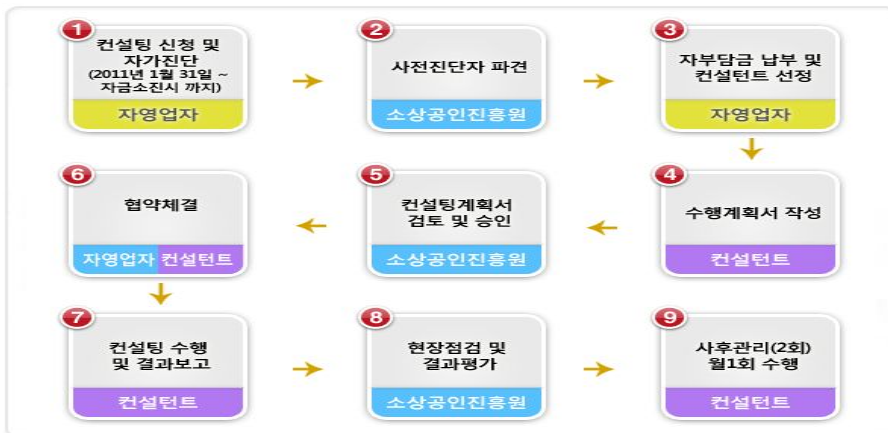 1
컨설팅 신청 및
자가진단
(2011년 1월 31일 ~
자금소진시 까지)
자영업자
2
사전진단자 파견
소상공인진흥원
3
자부담금 납부 및
컨설턴트 선정
자영업자
4
수행계획서 작성
컨설턴트
5
컨설팅계획서
검토 및 승인
소상공인진흥원
6
협약체결
자영업자 컨설턴트
7
컨설팅 수행
및 결과보고
컨설턴트
8
현장점검 및
결과평가
소상공인진흥원
9
사후관리(2회)
월1회 수행
컨설턴트